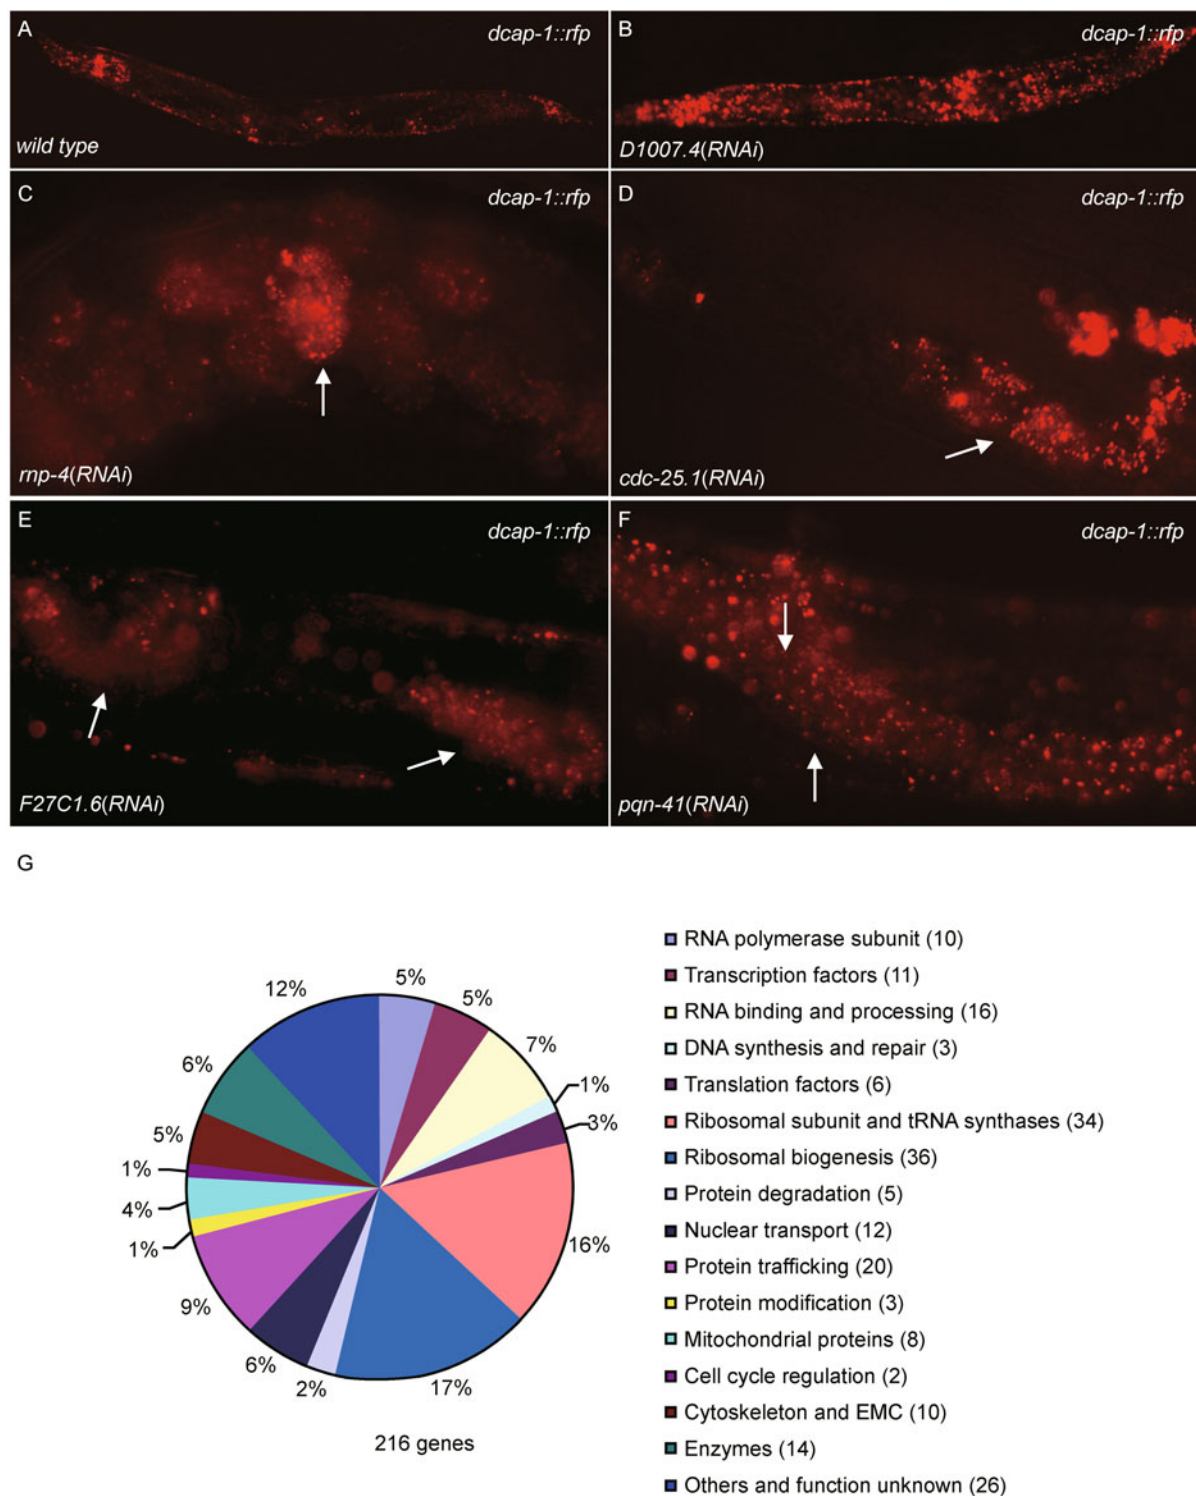 A
dcap-1::rfp
wild type
B
dcap-1::rfp
D1007.4(RNAi)
C
dcap-1::rfp
rnp-4(RNAi)
D
dcap-1::rfp
cdc-25.1(RNAi)
E
dcap-1::rfp
F27C1.6(RNAi)
F
dcap-1::rfp
pqn-41(RNAi)
G
5%
5%
7%
1%
3%
16%
17%
2%
6%
9%
1%
4%
1%
5%
6%
12%
216 genes
RNA polymerase subunit (10)
Transcription factors (11)
RNA binding and processing (16)
DNA synthesis and repair (3)
Translation factors (6)
Ribosomal subunit and tRNA synthases (34)
Ribosomal biogenesis (36)
Protein degradation (5)
Nuclear transport (12)
Protein trafficking (20)
Protein modification (3)
Mitochondrial proteins (8)
Cell cycle regulation (2)
Cytoskeleton and EMC (10)
Enzymes (14)
Others and function unknown (26)